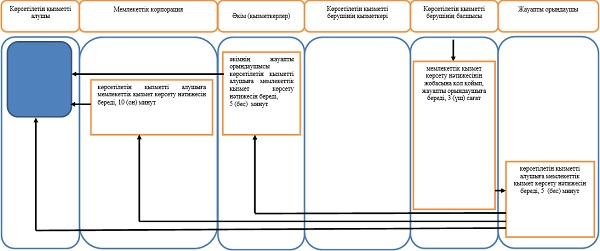 Көрсетілетін қызметті
алушы
Мемлекеттік корпорация
Әкім (қызметкерлер)
Көрсетілетін қызметті
берушінің қызметкері
Көрсетілетін қызметті
берушінің басшысы
Жауапты орындаушы
көрсетілетін қызметті алушыға
мемлекеттік қызмет көрсету нәтижесін
береді, 10 (он) минут
әкімнің жауапты
орындаушысы
көрсетілетін қызметті
алушыға мемлекеттік
қызмет көрсету
нәтижесін береді,
5 (бес) минут
мемлекеттік қызмет
көрсету нәтижесінің
жобасына қол қойып,
жауапты орындаушыға
береді, 3 (үш) сағат
көрсетілетін қызметті
алушыға мемлекеттік
қызмет көрсету нәтижесін
береді, 5 (бес) минут